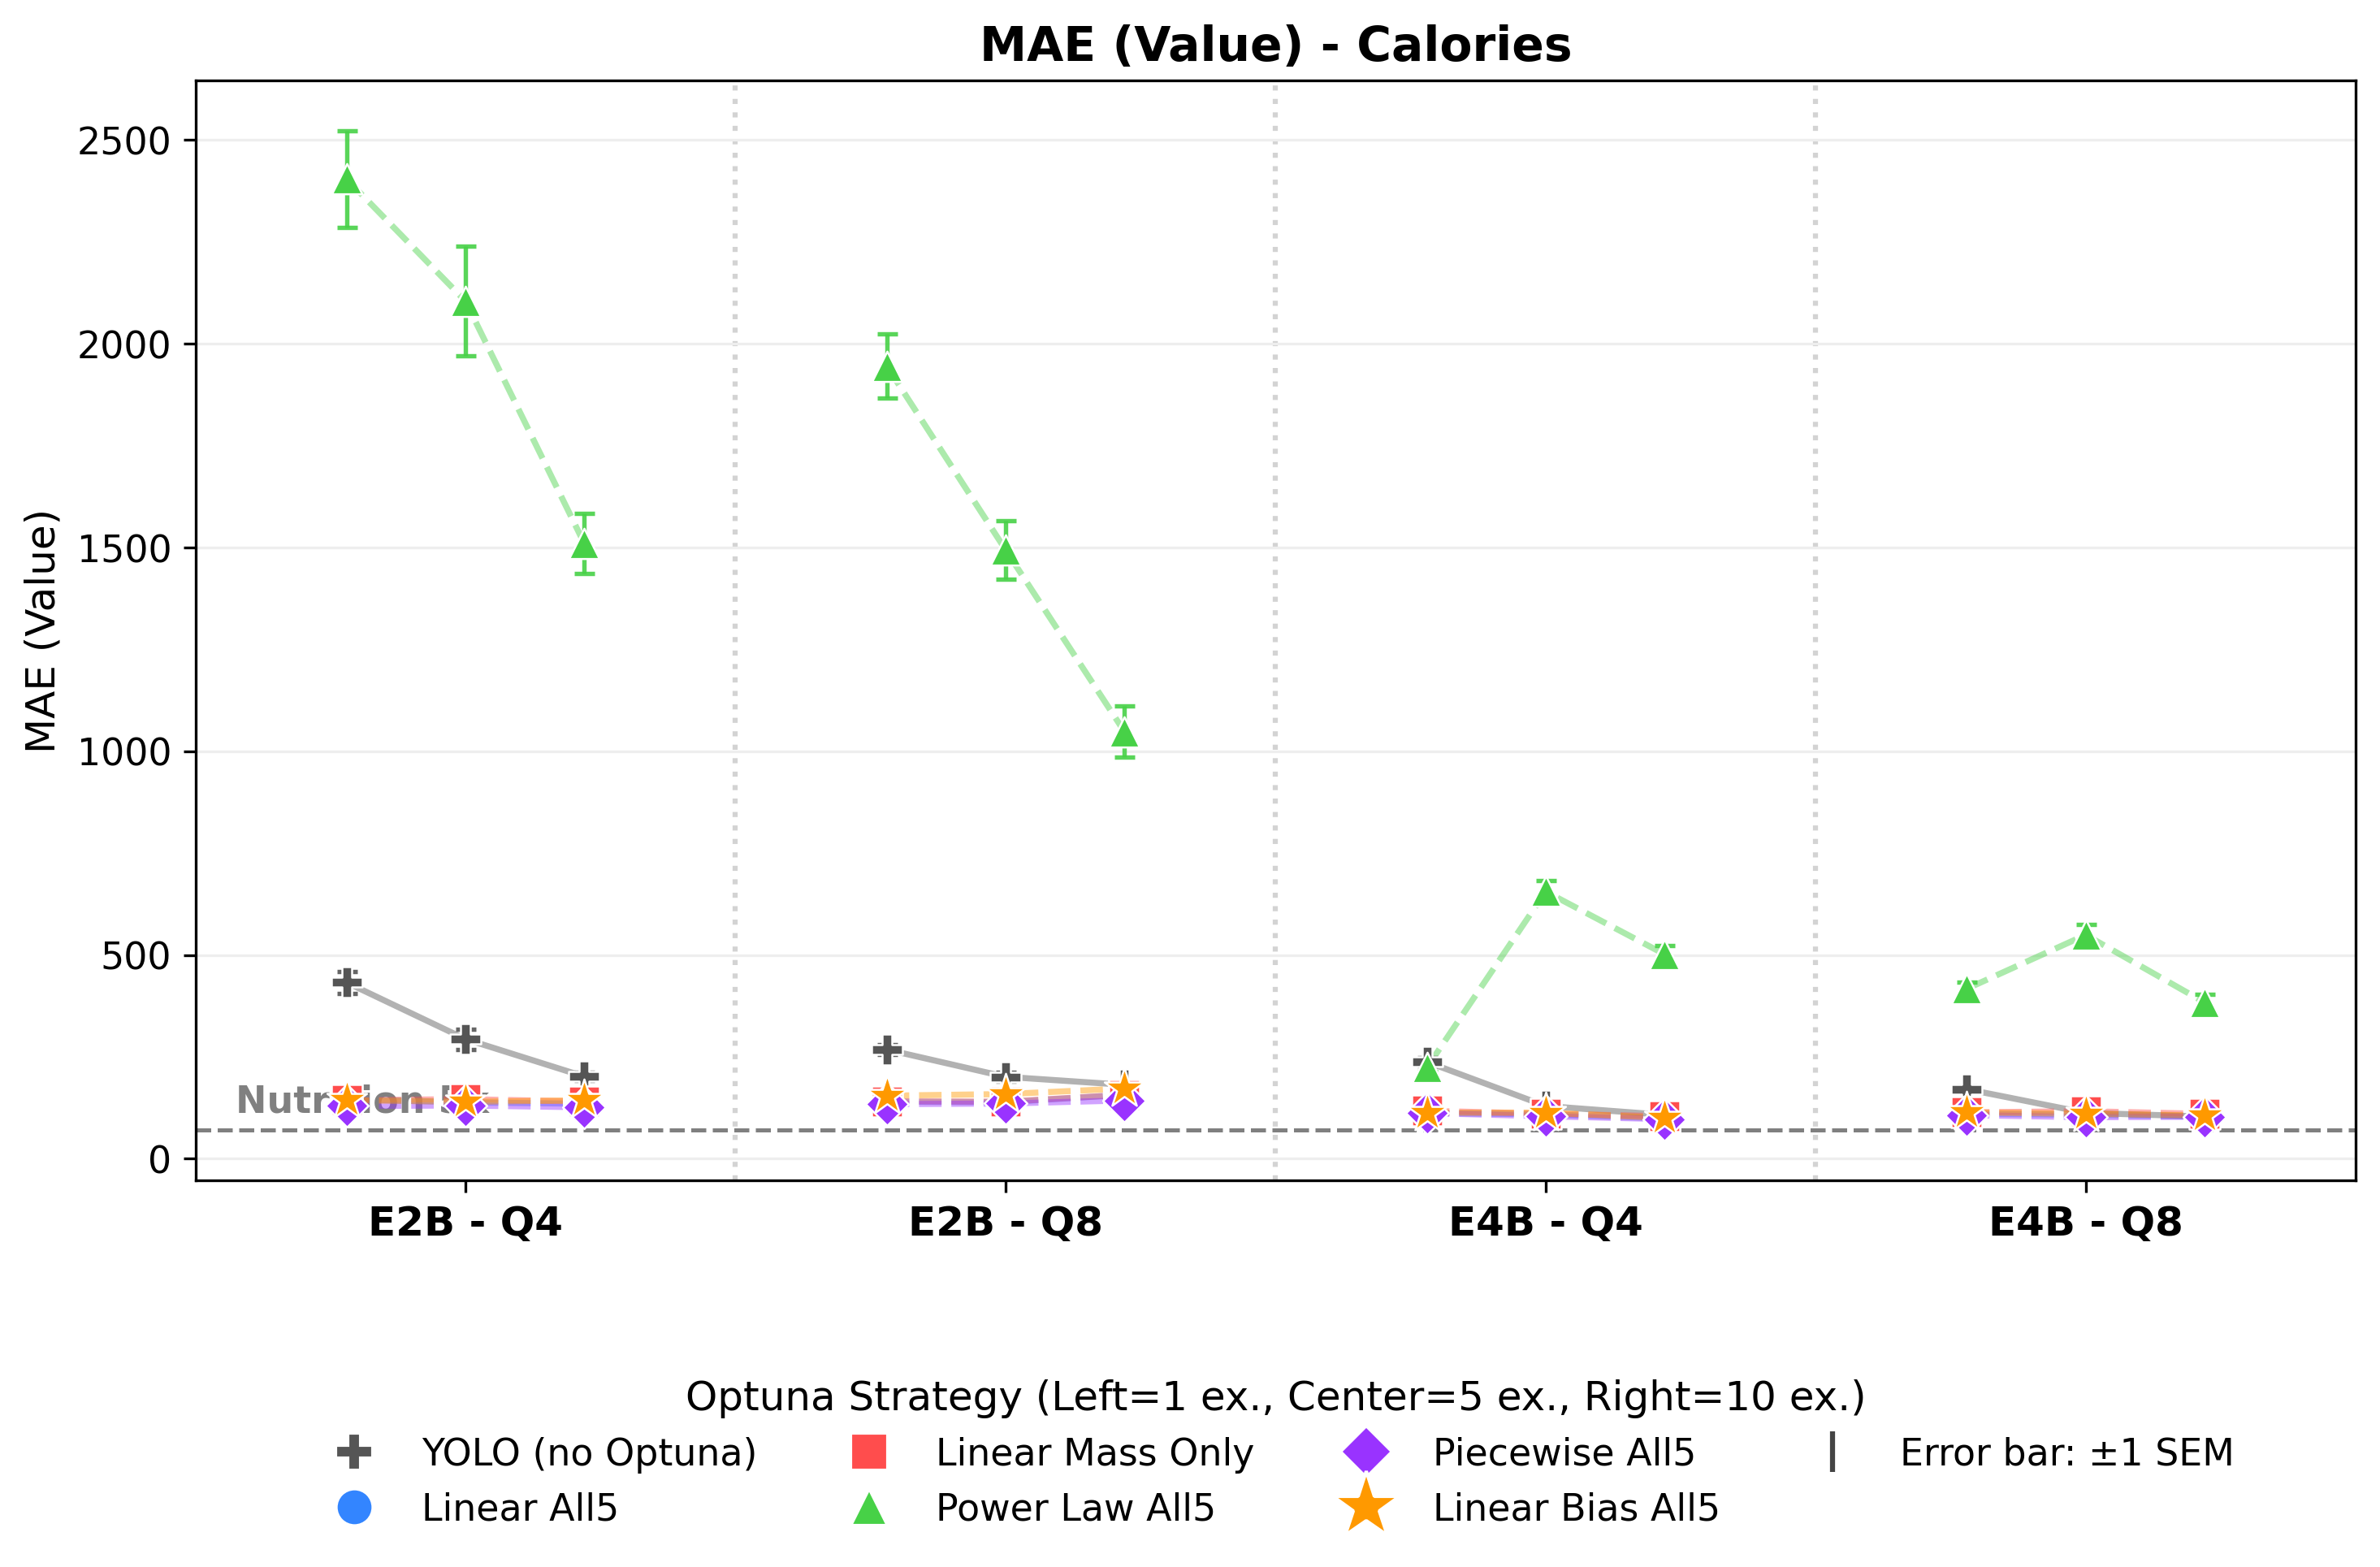 MAE (Value) - Calories
MAE (Value)
2500
2000
1500
1000
500
0
E2B - Q4
E2B - Q8
E4B - Q4
E4B - Q8
Optuna Strategy (Left=1 ex., Center=5 ex., Right=10 ex.)
YOLO (no Optuna)
Linear Mass Only
Piecewise All5
Error bar: ±1 SEM
Linear All5
Power Law All5
Linear Bias All5